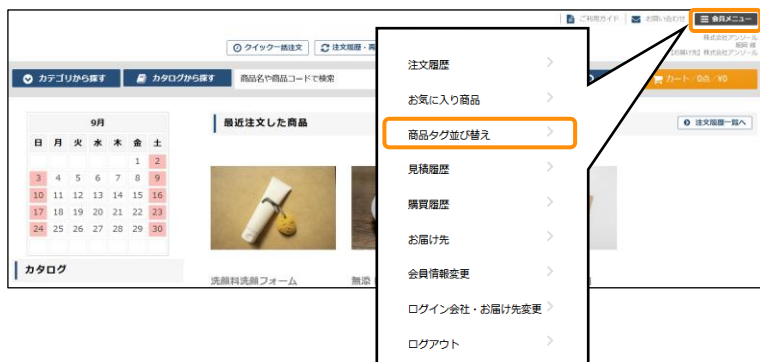 ご利用ガイド
お問い合わせ
会員メニュー
株式会社アンソール
【お届け先】株式会社アンソール
クイック一括注文
注文履歴・再
カテゴリから探す
カタログから探す
商品名や商品コードで検索
カート／0点／¥0
9月
日 月 火 水 木 金 土
1 2
3 4 5 6 7 8 9
10 11 12 13 14 15 16
17 18 19 20 21 22 23
24 25 26 27 28 29 30
カタログ
最近注文した商品
注文履歴一覧へ
洗顔料洗顔フォーム
無添
注文履歴
お気に入り商品
商品タグ並び替え
見積履歴
購買履歴
お届け先
会員情報変更
ログイン会社・お届け先変更
ログアウト